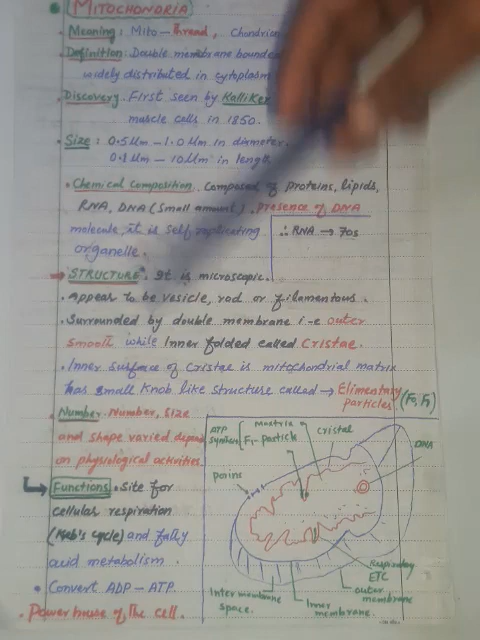 MITOCHONDRIA
Meaning: Mito - thread, Chondrion
Definition: Double membrane bounded
widely distributed in cytoplasm
Discovery. First seen by Kalliker
muscle cells in 1850.
Size: 0.5 µm - 1.0 µm in diameter.
0.1 µm - 10 µm in length.
Chemical Composition. Composed of proteins, lipids,
RNA, DNA (small amount). Presence of DNA
molecule, it is self replicating
organelle.
∴ RNA → 70s
STRUCTURE: It is microscopic.
Appear to be vesicle, rod or filamentous.
Surrounded by double membrane i-e outer
smooth while Inner folded called Cristae.
Inner surface of cristae is mitochondrial matrix
has small knob like structure called → Elimentary
particles (F0, F1)
Number. Number, size
and shape varied depend
on physiological activities.
Functions. Site for
cellular respiration
(Kreb's cycle) and fatty
acid metabolism.
Convert ADP - ATP.
Power house of the cell.
ATP
F1 - particle
cristal
DNA
porins
Respiratory
ETC
outer
membrane
Inner
membrane.
Inter membrane
space.